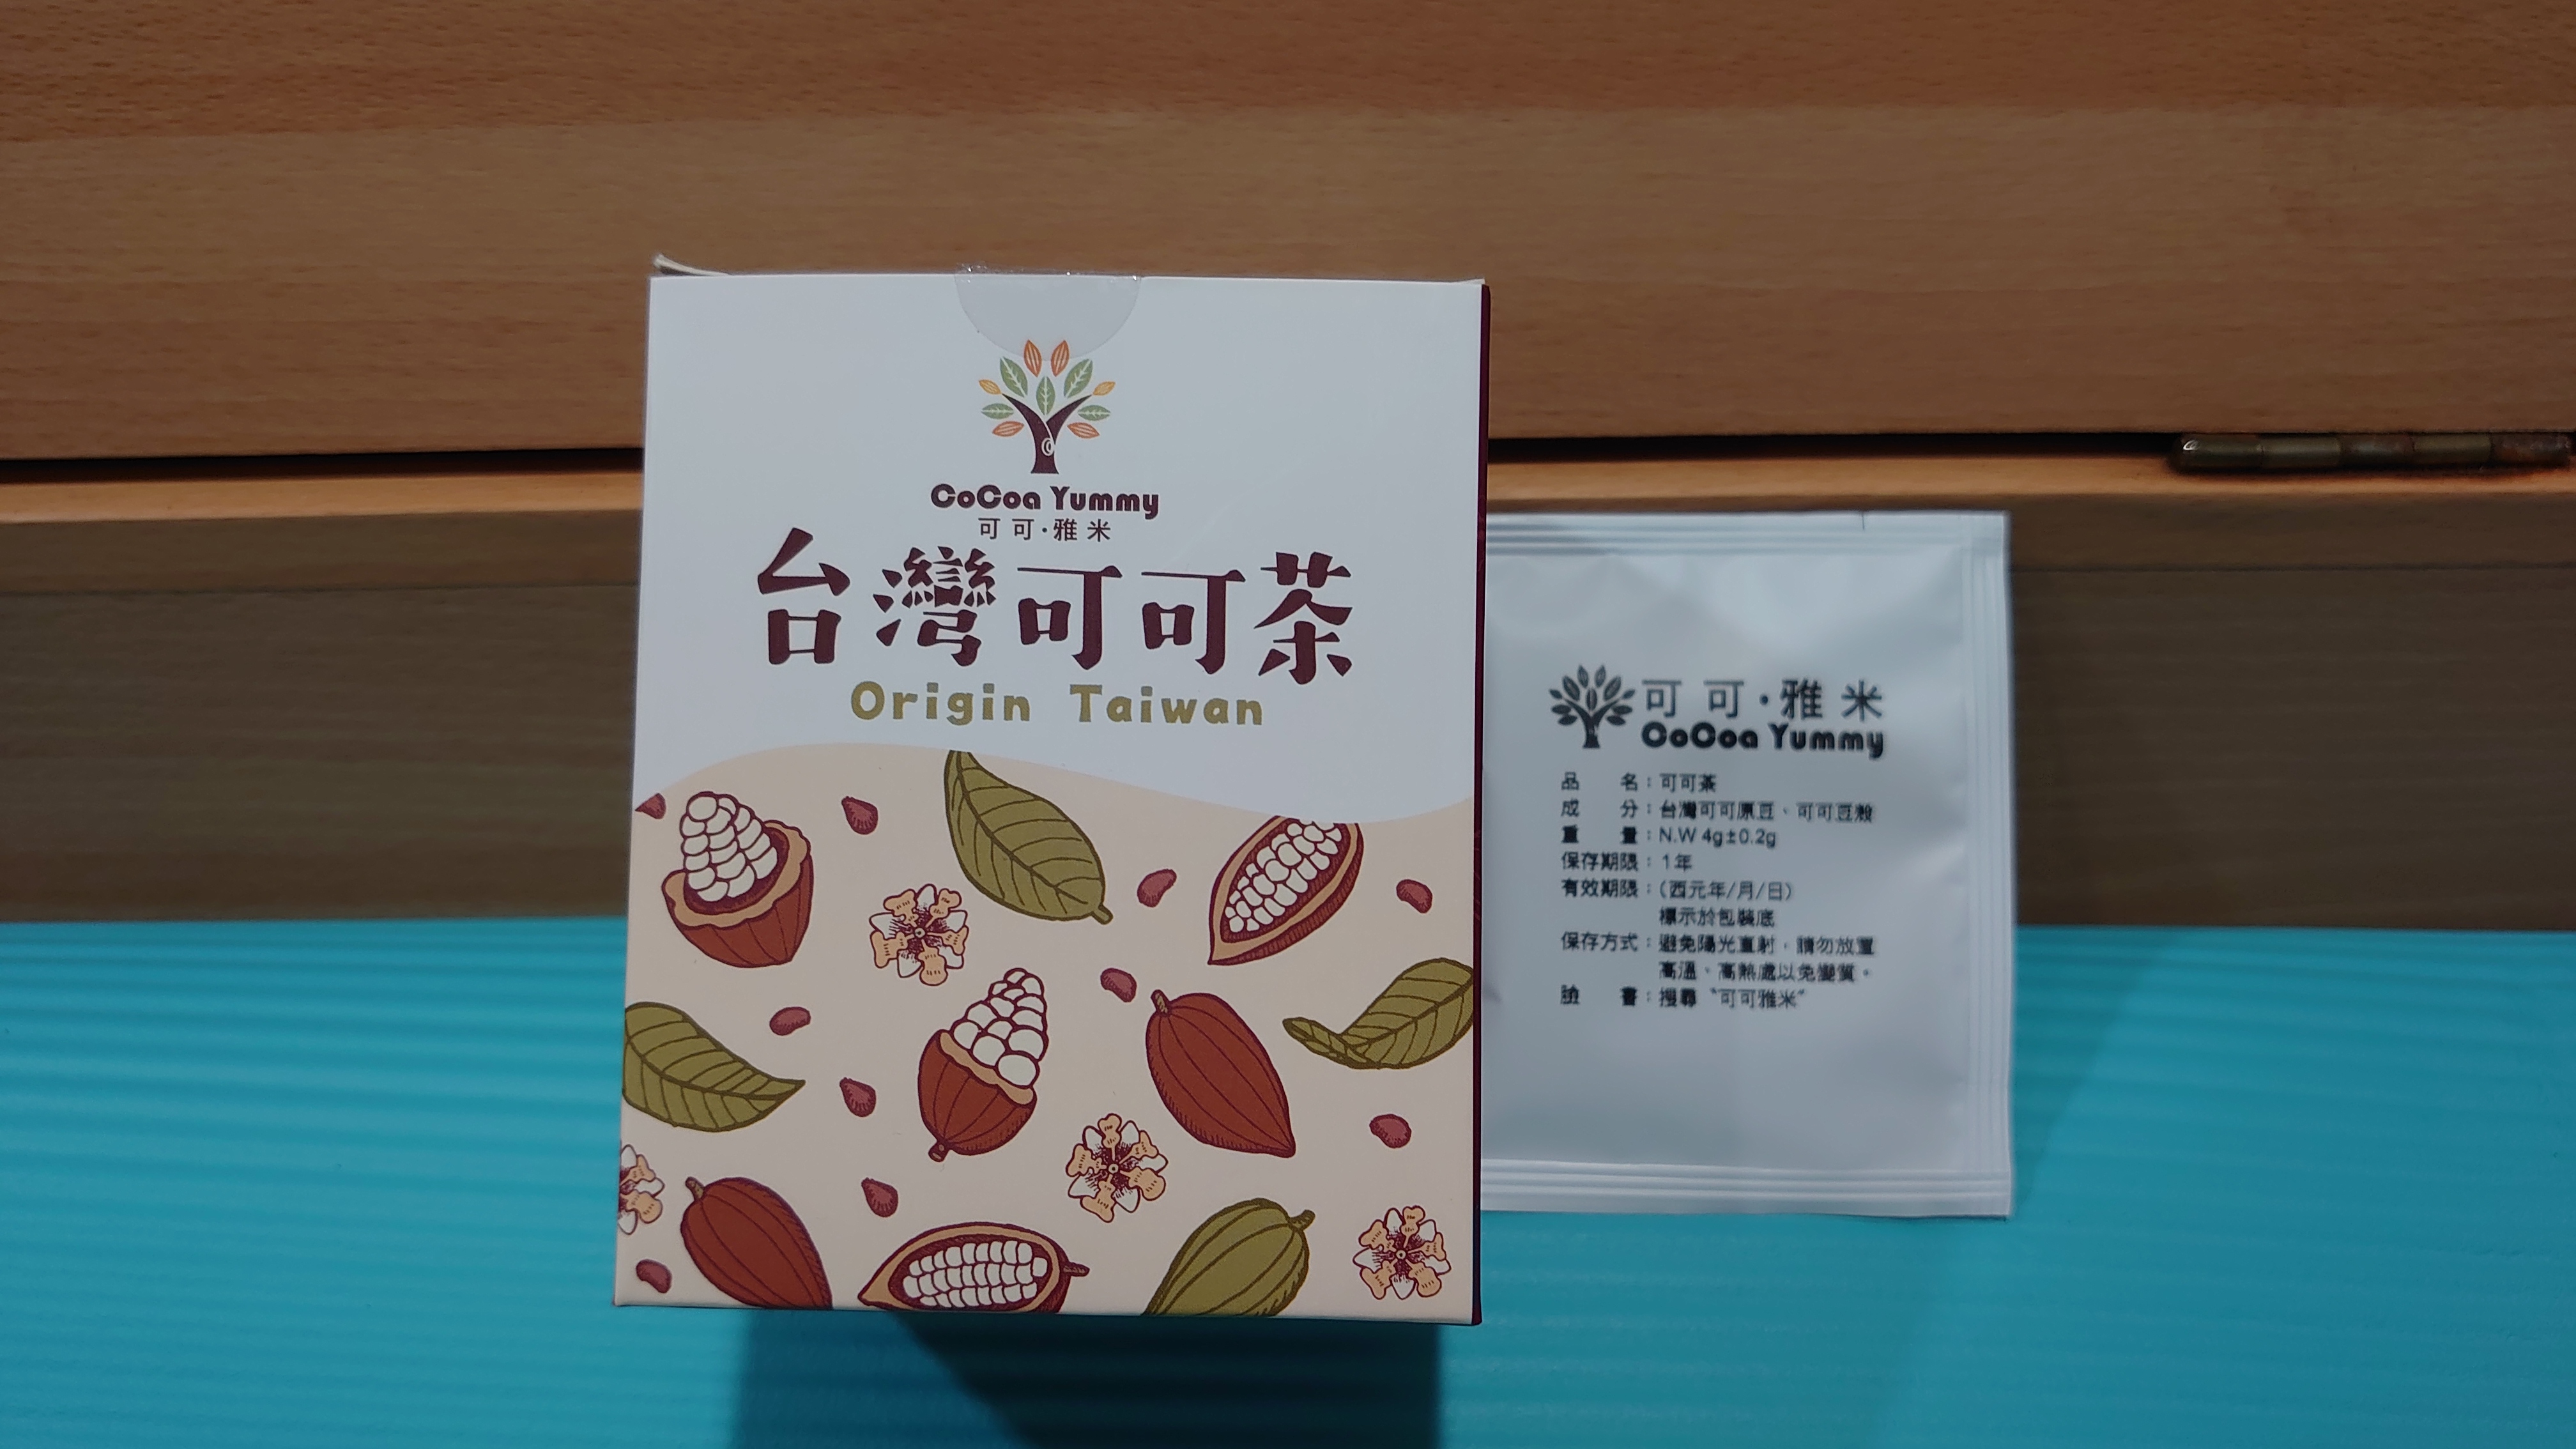 CoCoa Yummy
可可·雅米
台灣可可茶
Origin Taiwan
可可·雅米
CoCoa Yummy
品名：可可茶
成分：台灣可可原豆、可可豆殼
重量：N.W 4g±0.2g
保存期限：1年
有效期限：(西元年/月/日)
標示於包裝底
保存方式：避免陽光直射，請勿放置
高溫、高熱處以免變質。
臉書：搜尋〝可可雅米〞